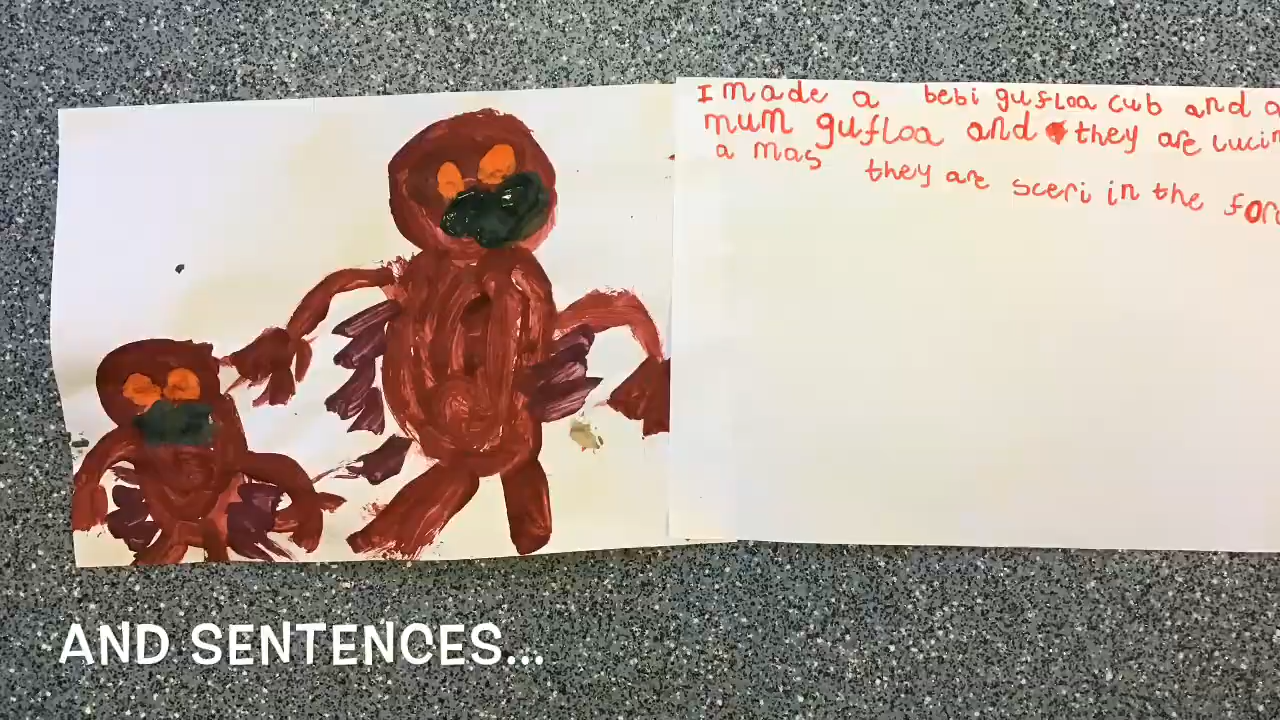 I made a bebi gufloa cub and a
mum gufloa and they are lucin
a mas they are sceri in the for
AND SENTENCES...